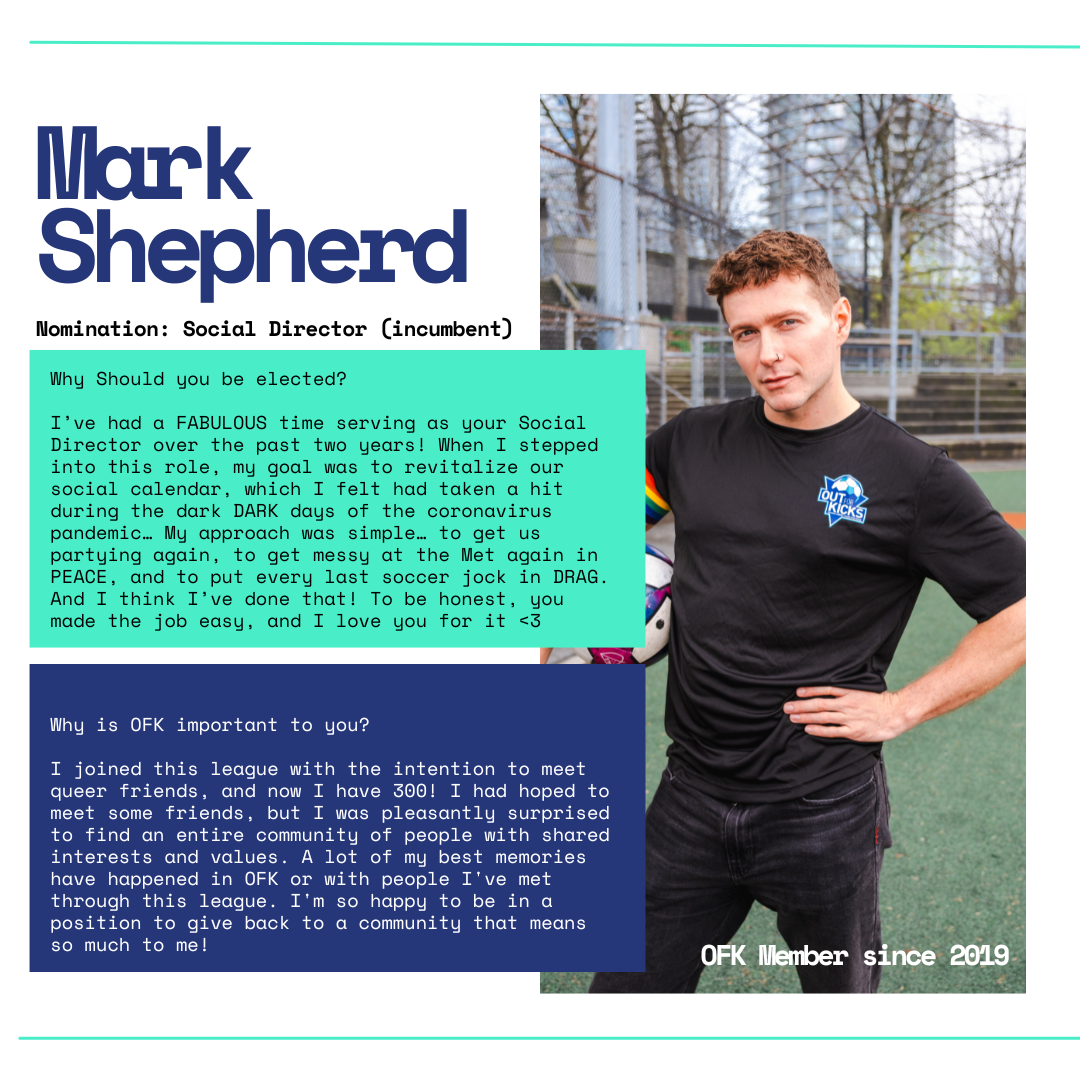 Mark
Shepherd
Nomination: Social Director (incumbent)
Why Should you be elected?
I’ve had a FABULOUS time serving as your Social
Director over the past two years! When I stepped
into this role, my goal was to revitalize our
social calendar, which I felt had taken a hit
during the dark DARK days of the coronavirus
pandemic… My approach was simple… to get us
partying again, to get messy at the Met again in
PEACE, and to put every last soccer jock in DRAG.
And I think I’ve done that! To be honest, you
made the job easy, and I love you for it <3
Why is OFK important to you?
I joined this league with the intention to meet
queer friends, and now I have 300! I had hoped to
meet some friends, but I was pleasantly surprised
to find an entire community of people with shared
interests and values. A lot of my best memories
have happened in OFK or with people I've met
through this league. I'm so happy to be in a
position to give back to a community that means
so much to me!
OUT FOR
KICKS
OFK Member since 2019